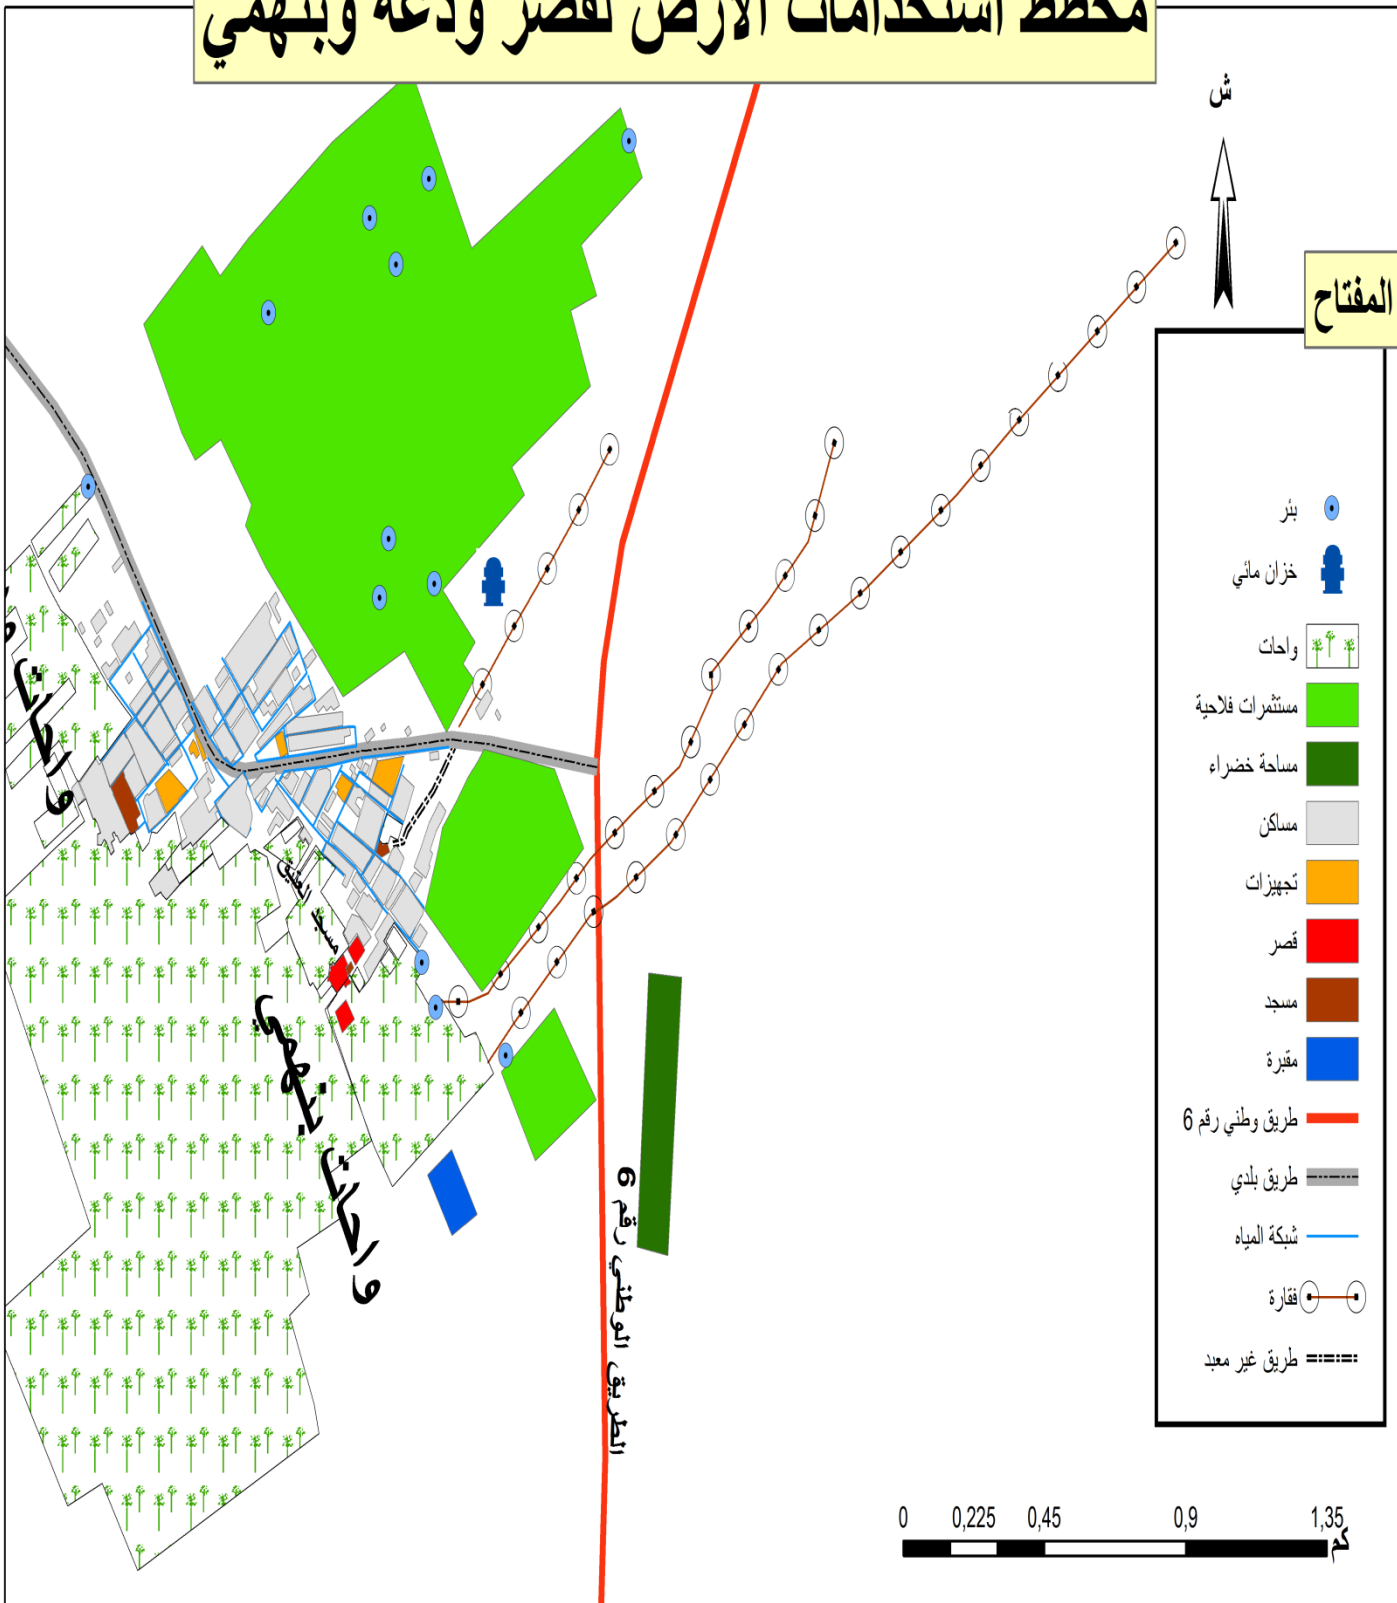 مخطط استخدامات الأرض لقصر ودغة وبنهمي
ش
المفتاح
بئر
خزان مائي
واحات
مستثمرات فلاحية
مساحة خضراء
مساكن
تجهيزات
قصر
مسجد
مقبرة
طريق وطني رقم 6
طريق بلدي
شبكة المياه
فقارة
طريق غير معبد
واحات
مسجد
واحات بنهمي
الطريق الوطني رقم 6
0 0,225 0,45 0,9 1,35
كم